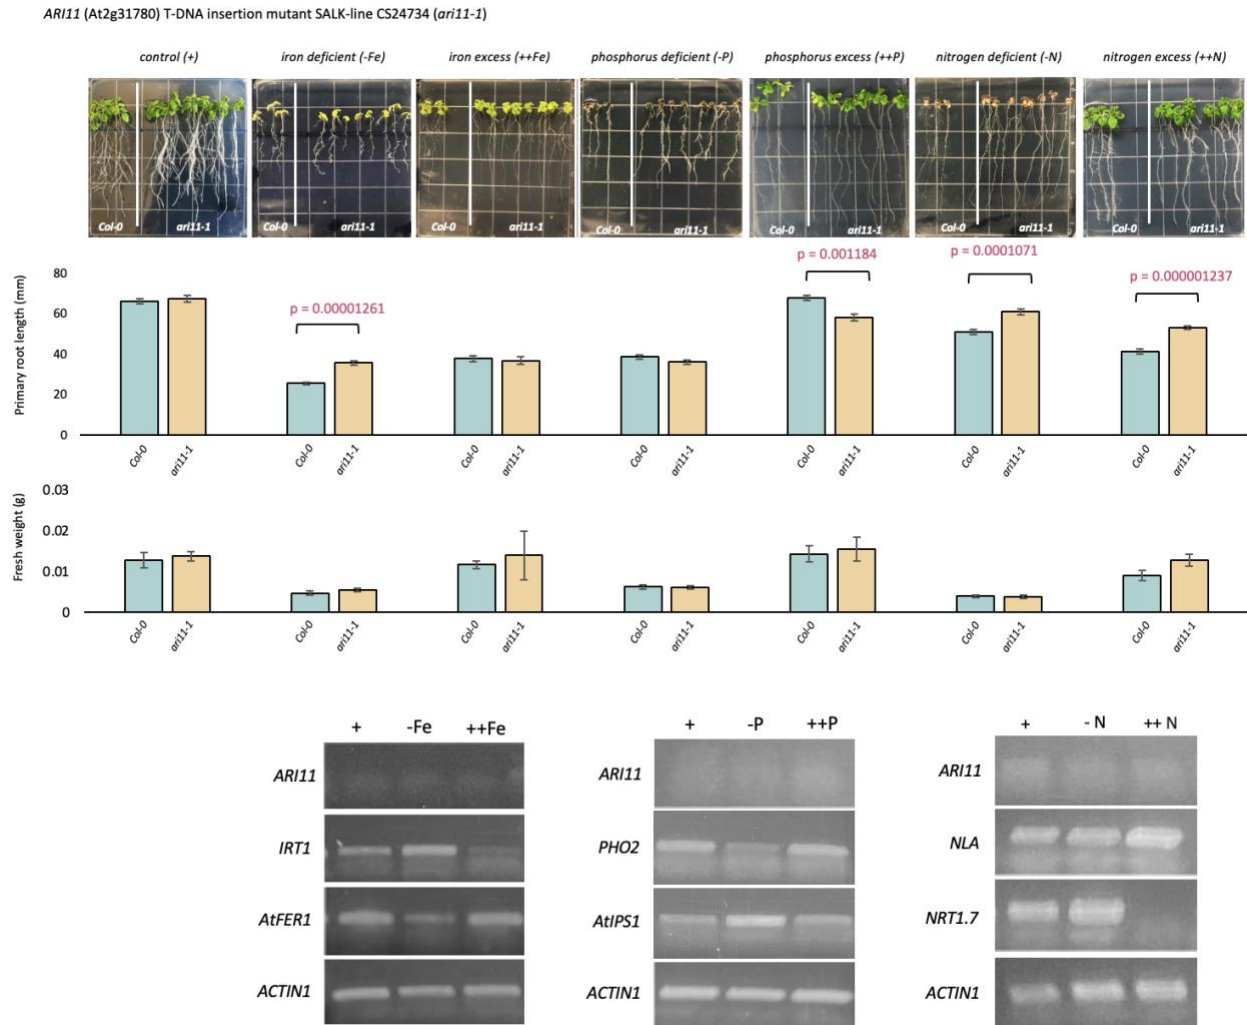 ARI11 (At2g31780) T-DNA insertion mutant SALK-line CS24734 (ari11-1)
control (+) iron deficient (-Fe) iron excess (++Fe) phosphorus deficient (-P) phosphorus excess (++P) nitrogen deficient (-N) nitrogen excess (++N)
Col-0 ari11-1 Col-0 ari11-1 Col-0 ari11-1 Col-0 ari11-1 Col-0 ari11-1 Col-0 ari11-1 Col-0 ari11-1
Primary root length (mm)
80
60
40
20
0
p = 0.00001261
p = 0.001184
p = 0.0001071
p = 0.000001237
Col-0 ari11-1 Col-0 ari11-1 Col-0 ari11-1 Col-0 ari11-1 Col-0 ari11-1 Col-0 ari11-1 Col-0 ari11-1
Fresh weight (g)
0.03
0.02
0.01
0
Col-0 ari11-1 Col-0 ari11-1 Col-0 ari11-1 Col-0 ari11-1 Col-0 ari11-1 Col-0 ari11-1 Col-0 ari11-1
+ -Fe ++Fe
ARI11
IRT1
AtFER1
ACTIN1
+ -P ++P
ARI11
PHO2
AtIPS1
ACTIN1
+ - N ++ N
ARI11
NLA
NRT1.7
ACTIN1